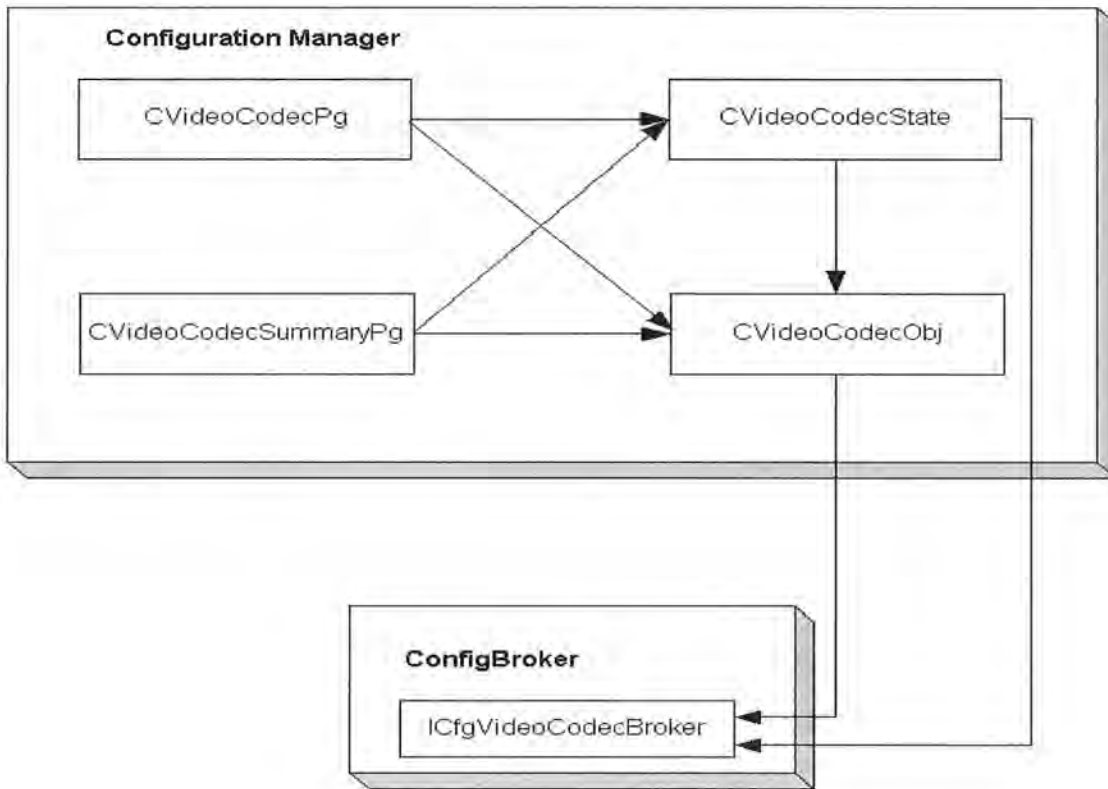 Configuration Manager
CVideoCodecPg
CVideoCodecState
CVideoCodecSummaryPg
CVideoCodecObj
ConfigBroker
ICfgVideoCodecBroker